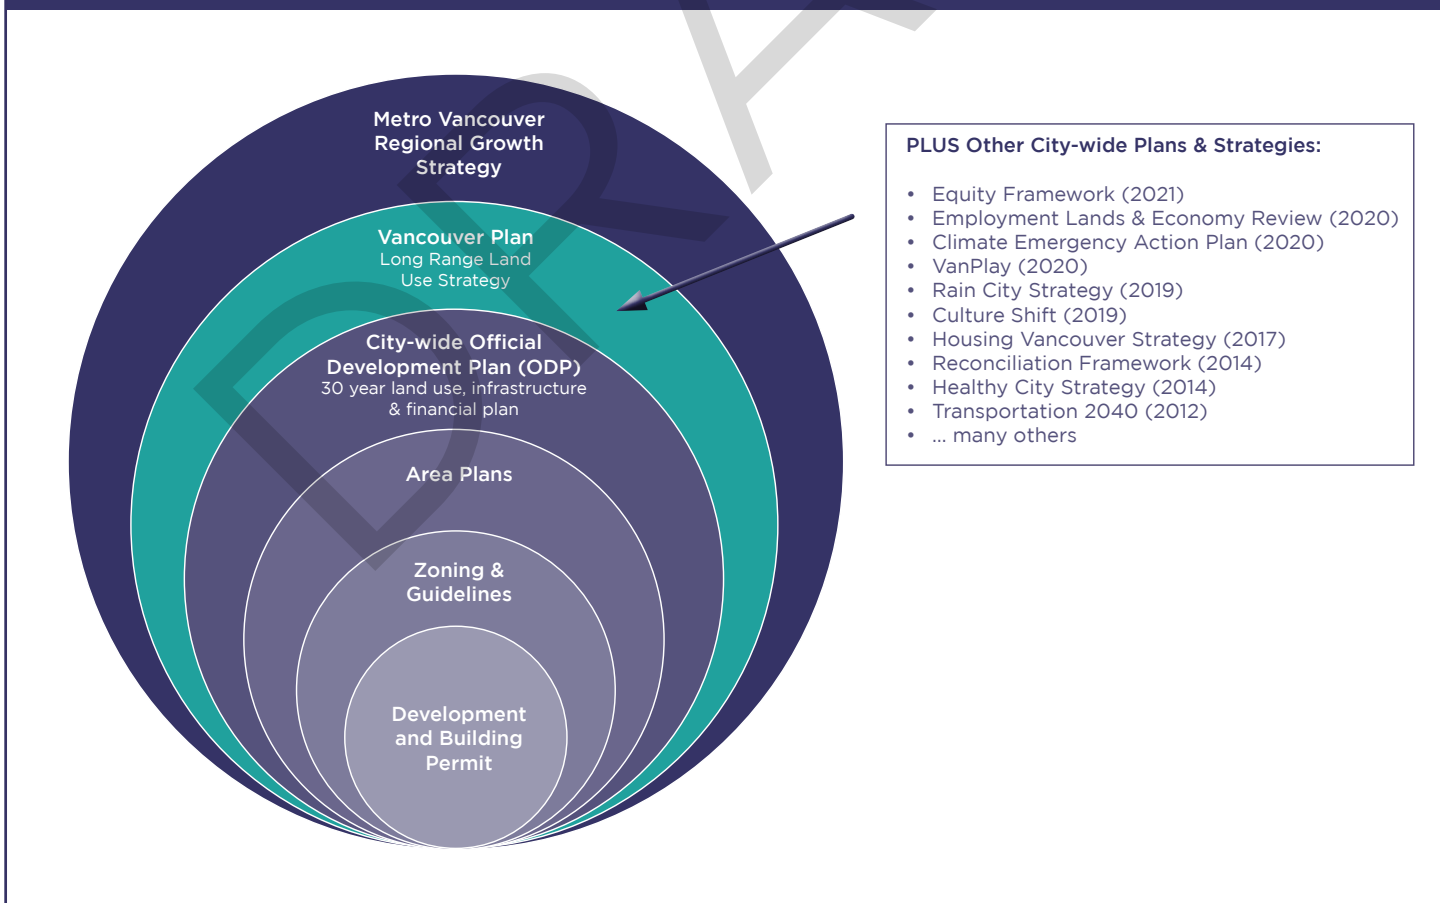 Metro Vancouver
Regional Growth
Strategy
Vancouver Plan
Long Range Land
Use Strategy
City-wide Official
Development Plan (ODP)
30 year land use, infrastructure
& financial plan
Area Plans
Zoning &
Guidelines
Development
and Building
Permit
PLUS Other City-wide Plans & Strategies:
• Equity Framework (2021)
• Employment Lands & Economy Review (2020)
• Climate Emergency Action Plan (2020)
• VanPlay (2020)
• Rain City Strategy (2019)
• Culture Shift (2019)
• Housing Vancouver Strategy (2017)
• Reconciliation Framework (2014)
• Healthy City Strategy (2014)
• Transportation 2040 (2012)
• ... many others
DRA